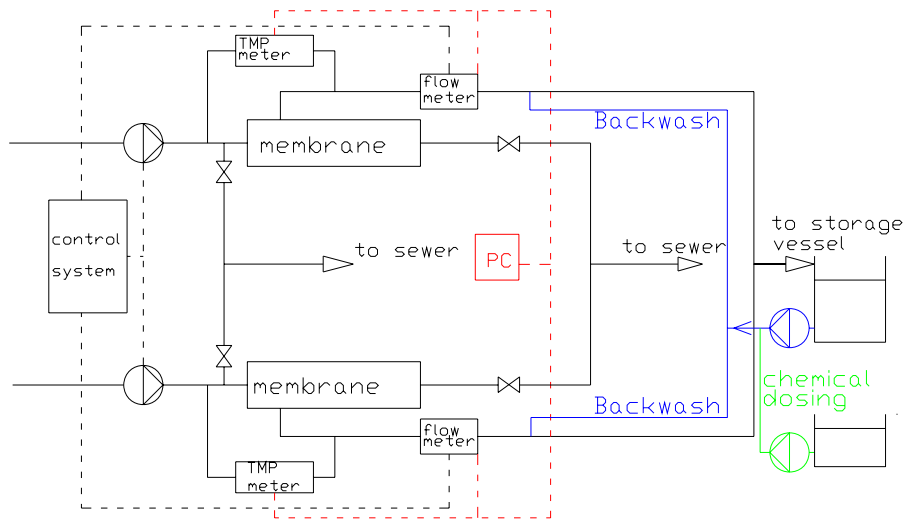 TMP
meter
flow
meter
Backwash
membrane
control
system
to sewer
PC
to sewer
to storage
vessel
membrane
chemical
dosing
Backwash
flow
meter
TMP
meter